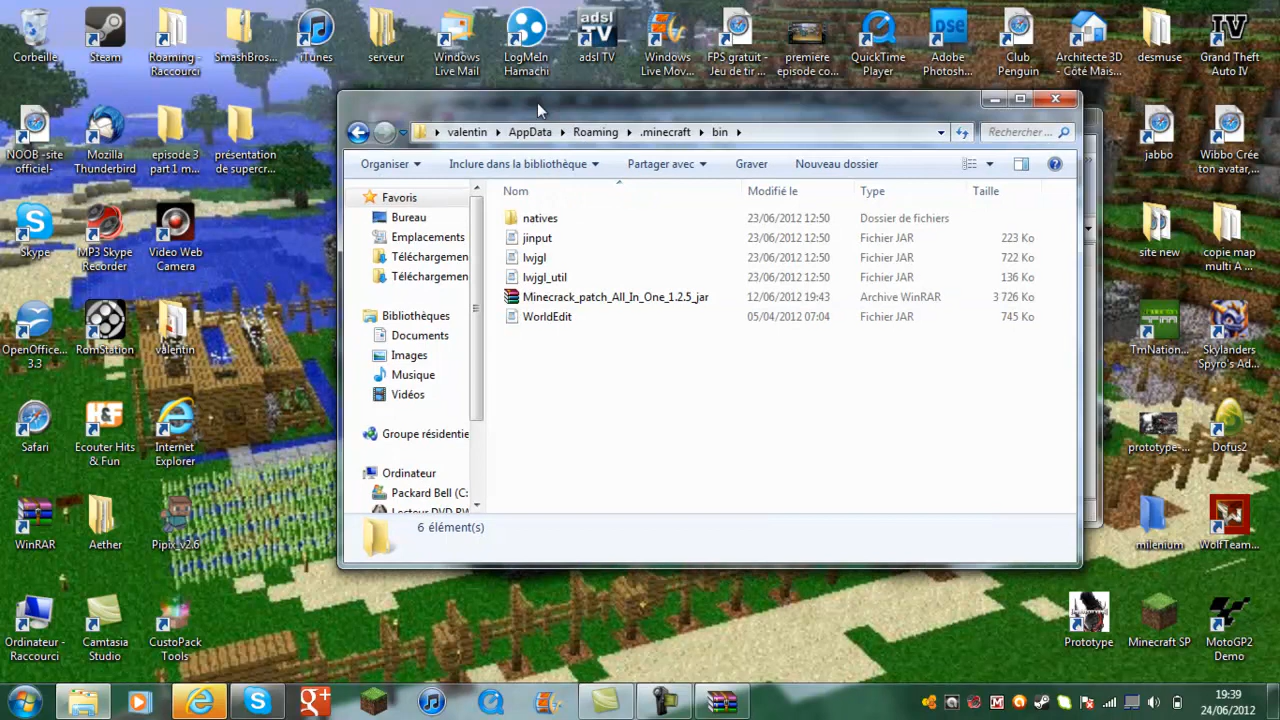 Corbeille
Steam
Roaming -
Raccourci
SmashBros...
iTunes
serveur
Windows
Live Mail
LogMeIn
Hamachi
adsl
TV
adsl TV
Windows
Live Mov...
FPS gratuit -
Jeu de tir ...
premiere
episode co...
QuickTime
Player
DSE
Adobe
Photosh...
Club
Penguin
Architecte 3D
- Côté Mais...
desmuse
IV
Grand Theft
Auto IV
NOOB -site
officiel-
Mozilla
Thunderbird
episode 3
part 1 m...
présentation
de supercr...
valentin
AppData
Roaming
.minecraft
bin
Rechercher ...
Organiser
Inclure dans la bibliothèque
Partager avec
Graver
Nouveau dossier
Nom
Modifié le
Type
Taille
natives 23/06/2012 12:50 Dossier de fichiers
jinput 23/06/2012 12:50 Fichier JAR 223 Ko
lwjgl 23/06/2012 12:50 Fichier JAR 722 Ko
lwjgl_util 23/06/2012 12:50 Fichier JAR 136 Ko
Minecrack_patch_All_In_One_1.2.5_jar 12/06/2012 19:43 Archive WinRAR 3 726 Ko
WorldEdit 05/04/2012 07:04 Fichier JAR 745 Ko
Favoris
Bureau
Emplacements
Téléchargemen
Téléchargemen
Bibliothèques
Documents
Images
Musique
Vidéos
Groupe résidentie
Ordinateur
Packard Bell (C:
Lecteur DVD RW
6 élément(s)
jabbo
Wibbo Crée
ton avatar,...
Skype
MP3 Skype
Recorder
Video Web
Camera
site new
copie map
multi A ...
OpenOffice...
3.3
RomStation
valentin
TmNation...
Skylanders
Spyro's Ad...
Safari
K&F
Ecouter Hits
& Fun
Internet
Explorer
prototype-...
Dofus2
WinRAR
Aether
Pipix_v2.6
milenium
WolfTeam...
Ordinateur -
Raccourci
Camtasia
Studio
CustoPack
Tools
Prototype
Minecraft SP
MotoGP2
Demo
19:39
24/06/2012